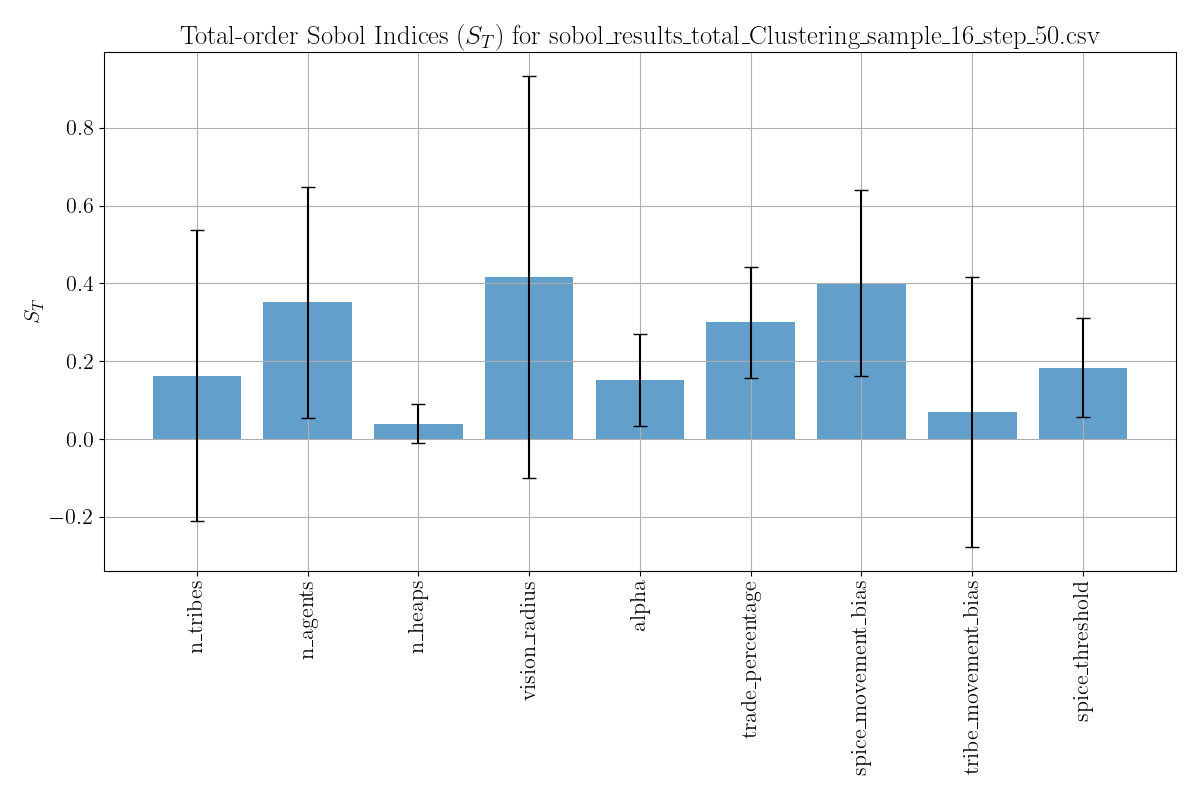 Total-order Sobol Indices (S_T) for sobol_results_total_Clustering_sample_16_step_50.csv
0.8
0.6
0.4
0.2
0.0
−0.2
S_T
n_tribes
n_agents
n_heaps
vision_radius
alpha
trade_percentage
spice_movement_bias
tribe_movement_bias
spice_threshold